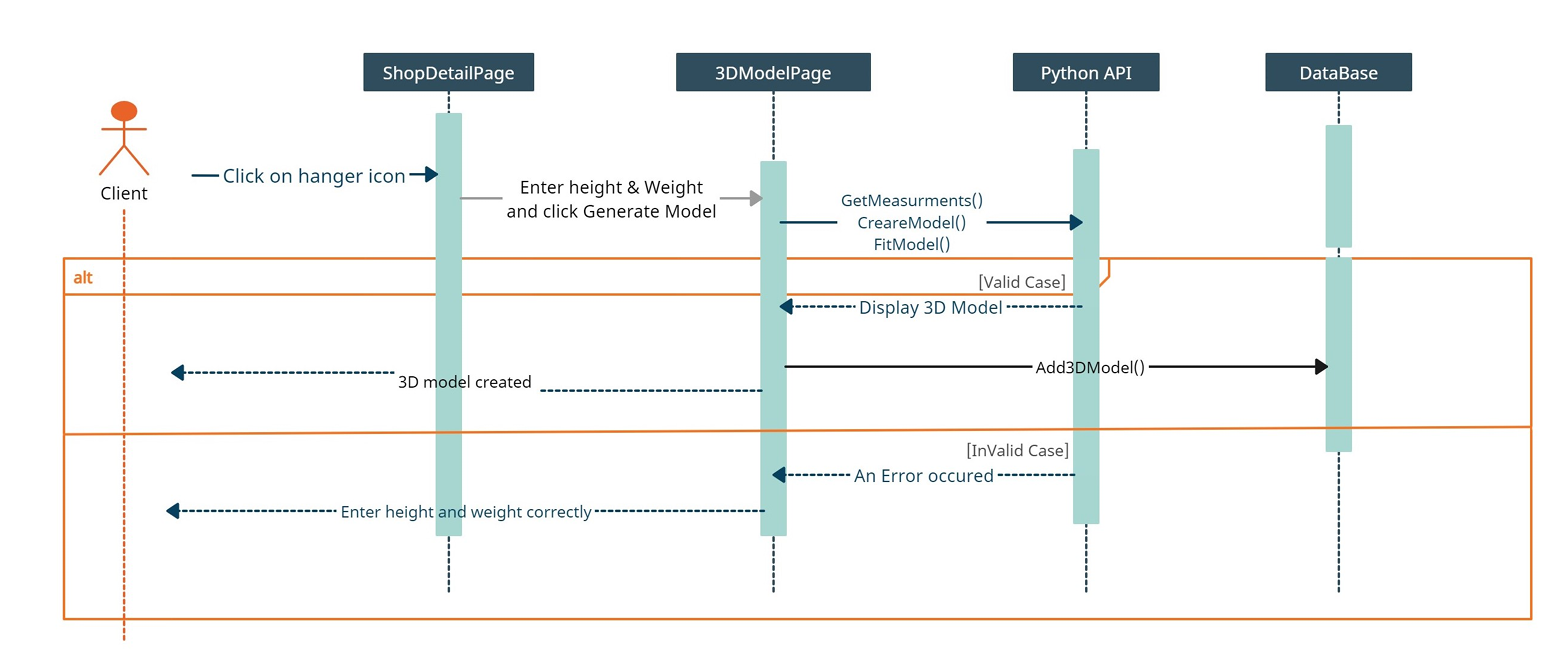 ShopDetailPage
3DModelPage
Python API
DataBase
Client
Click on hanger icon
Enter height & Weight
and click Generate Model
GetMeasurments()
CreareModel()
FitModel()
alt
[Valid Case]
Display 3D Model
Add3DModel()
3D model created
[InValid Case]
An Error occured
Enter height and weight correctly